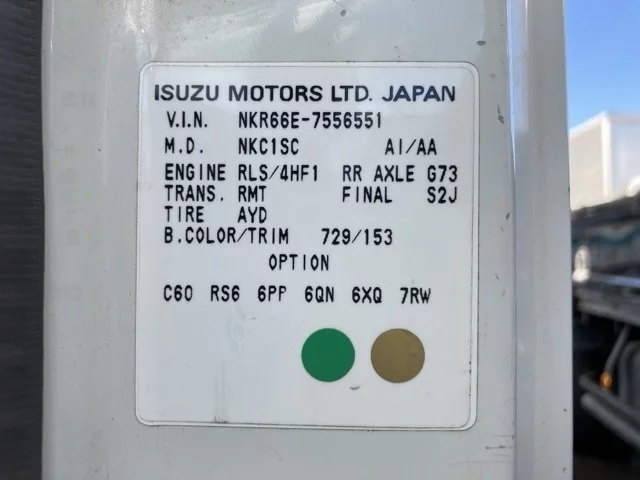 ISUZU MOTORS LTD. JAPAN
V.I.N. NKR66E-7556551
M.D. NKC1SC AI/AA
ENGINE RLS/4HF1 RR AXLE G73
TRANS. RMT FINAL S2J
TIRE AYD
B.COLOR/TRIM 729/153
OPTION
C60 RS6 6PP 6QN 6XQ 7RW